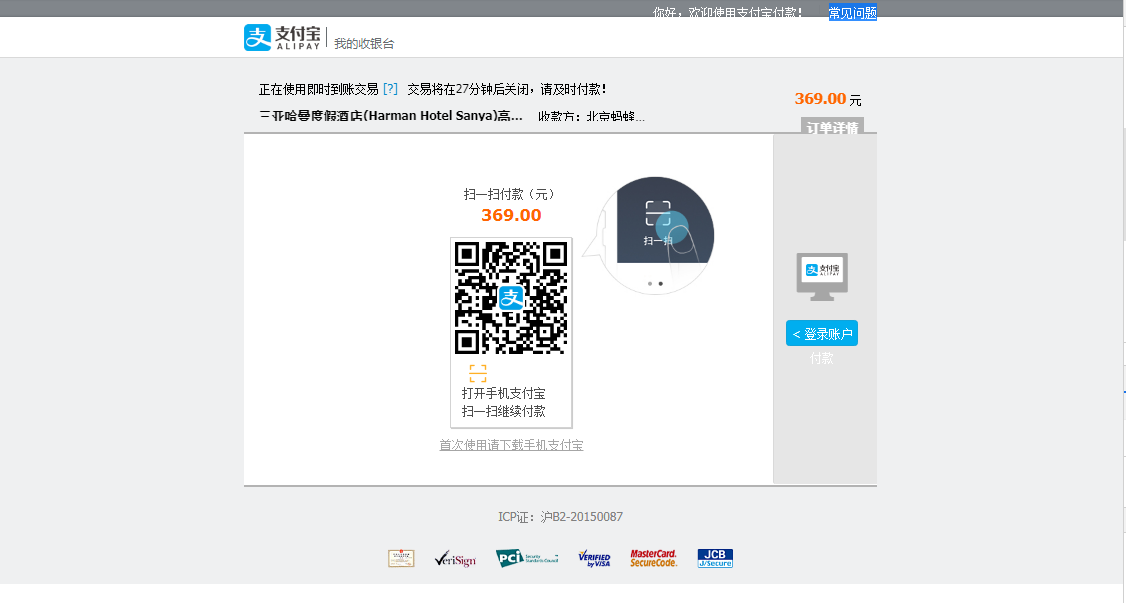 你好，欢迎使用支付宝付款！ 常见问题
支付宝 ALIPAY 我的收银台
正在使用即时到账交易 [?] 交易将在27分钟后关闭，请及时付款！
369.00 元
三亚哈曼度假酒店(Harman Hotel Sanya)高... 收款方：北京蚂蜂...
订单详情
扫一扫付款（元）
369.00
扫一扫
支付宝 ALIPAY
< 登录账户
付款
打开手机支付宝
扫一扫继续付款
首次使用请下载手机支付宝
ICP证：沪B2-20150087
VeriSign PCI Security Standards Council VERIFIED by VISA MasterCard. SecureCode. JCB J/Secure